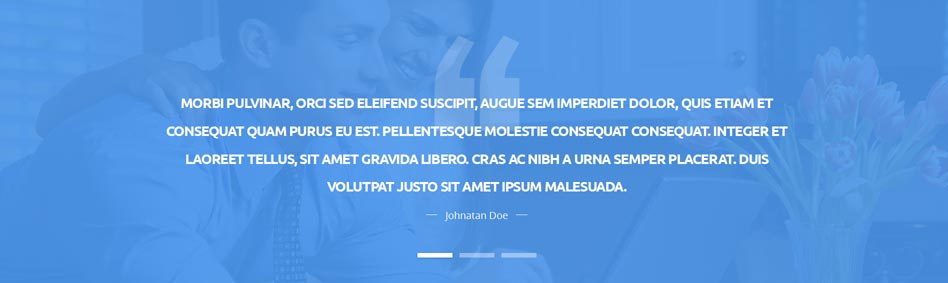 MORBI PULVINAR, ORCI SED ELEIFEND SUSCIPIT, AUGUE SEM IMPERDIET DOLOR, QUIS ETIAM ET
CONSEQUAT QUAM PURUS EU EST. PELLENTESQUE MOLESTIE CONSEQUAT CONSEQUAT. INTEGER ET
LAOREET TELLUS, SIT AMET GRAVIDA LIBERO. CRAS AC NIBH A URNA SEMPER PLACERAT. DUIS
VOLUTPAT JUSTO SIT AMET IPSUM MALESUADA.
— Johnatan Doe —